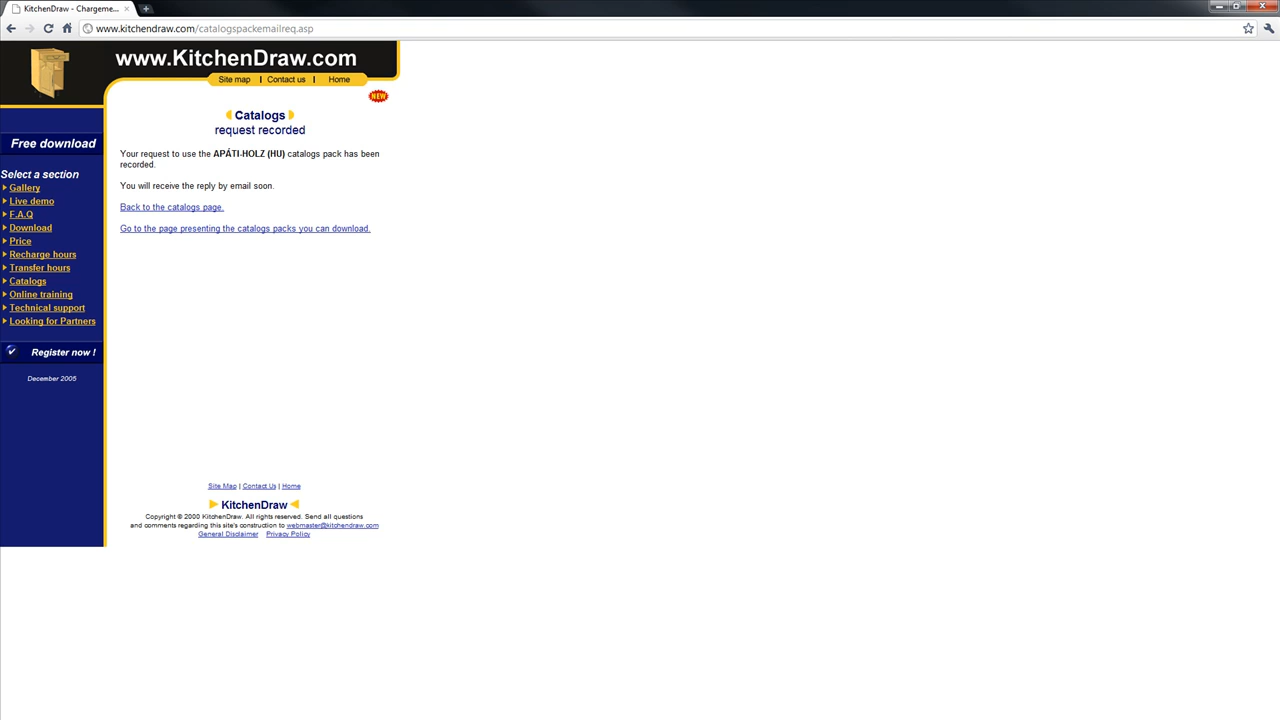 KitchenDraw - Chargeme...
www.kitchendraw.com/catalogspackemailreq.asp
www.KitchenDraw.com
Site map | Contact us | Home
NEW
Catalogs
request recorded
Free download
Select a section
Gallery
Live demo
F.A.Q
Download
Price
Recharge hours
Transfer hours
Catalogs
Online training
Technical support
Looking for Partners
Register now !
December 2005
Your request to use the APÁTI-HOLZ (HU) catalogs pack has been
recorded.
You will receive the reply by email soon.
Back to the catalogs page.
Go to the page presenting the catalogs packs you can download.
Site Map | Contact Us | Home
KitchenDraw
Copyright © 2000 KitchenDraw. All rights reserved. Send all questions
and comments regarding this site's construction to webmaster@kitchendraw.com
General Disclaimer Privacy Policy